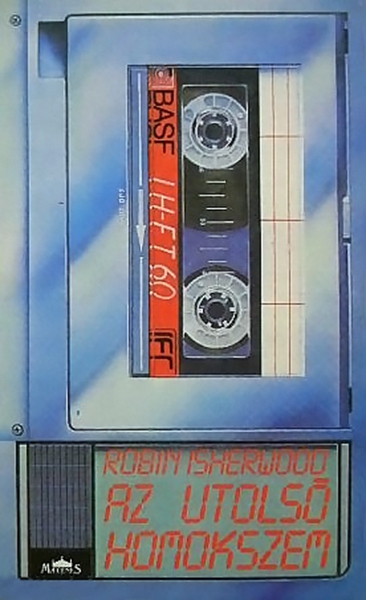 BASF LH-E I 60
ROBIN ISHERWOOD
AZ UTOLSÓ
HOMOKSZEM